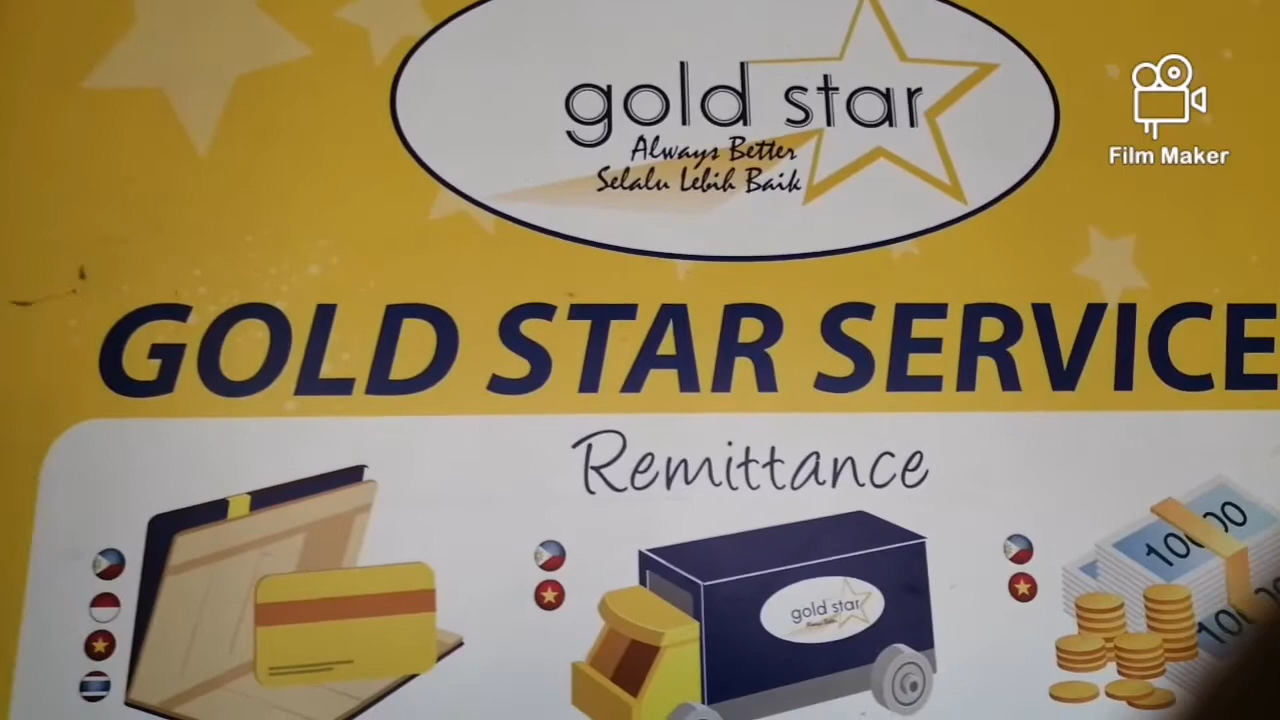 gold star
Always Better
Selalu Lebih Baik
Film Maker
GOLD STAR SERVICE
Remittance
gold star